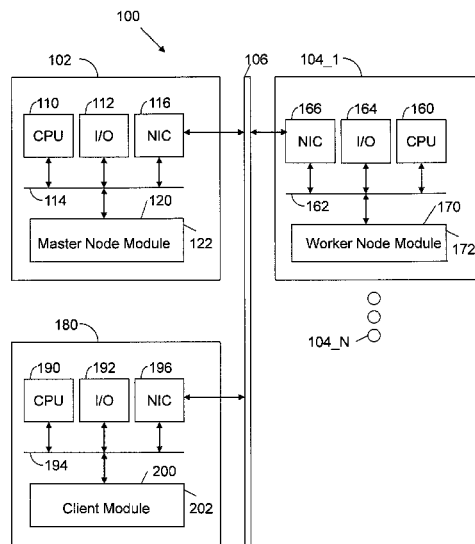 100
102
106
104_1
110
112
116
166
164
160
CPU
I/O
NIC
NIC
I/O
CPU
114
120
162
170
Master Node Module
122
Worker Node Module
172
180
104_N
190
192
196
CPU
I/O
NIC
194
200
Client Module
202